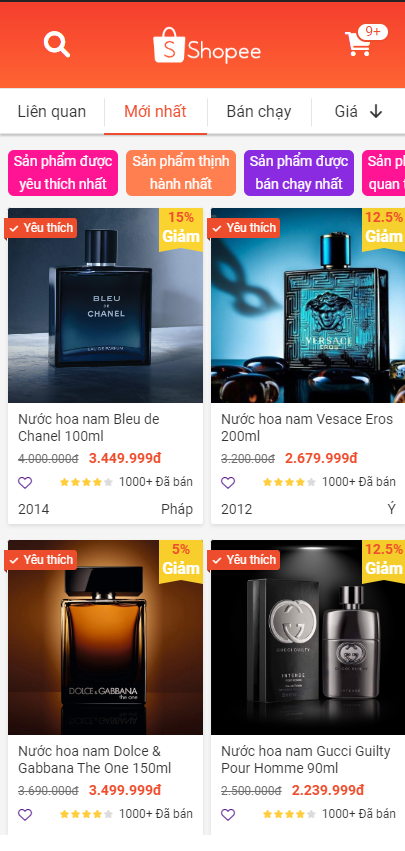 9+
S Shopee
Liên quan
Mới nhất
Bán chạy
Giá
Sản phẩm được
yêu thích nhất
Sản phẩm thịnh
hành nhất
Sản phẩm được
bán chạy nhất
Sản p
quan t
Yêu thích
15%
Giảm
BLEU
DE
CHANEL
EAU DE PARFUM
Yêu thích
12.5%
Giảm
VERSACE
EROS
Nước hoa nam Bleu de
Chanel 100ml
4.000.000đ 3.449.999đ
1000+ Đã bán
2014 Pháp
Nước hoa nam Vesace Eros
200ml
3.200.00đ 2.679.999đ
1000+ Đã bán
2012 Ý
Yêu thích
5%
Giảm
DOLCE & GABBANA
the one
Yêu thích
12.5%
Giảm
GUCCI GUILTY
INTENSE
Nước hoa nam Dolce &
Gabbana The One 150ml
3.690.000đ 3.499.999đ
1000+ Đã bán
Nước hoa nam Gucci Guilty
Pour Homme 90ml
2.500.000đ 2.239.999đ
1000+ Đã bán